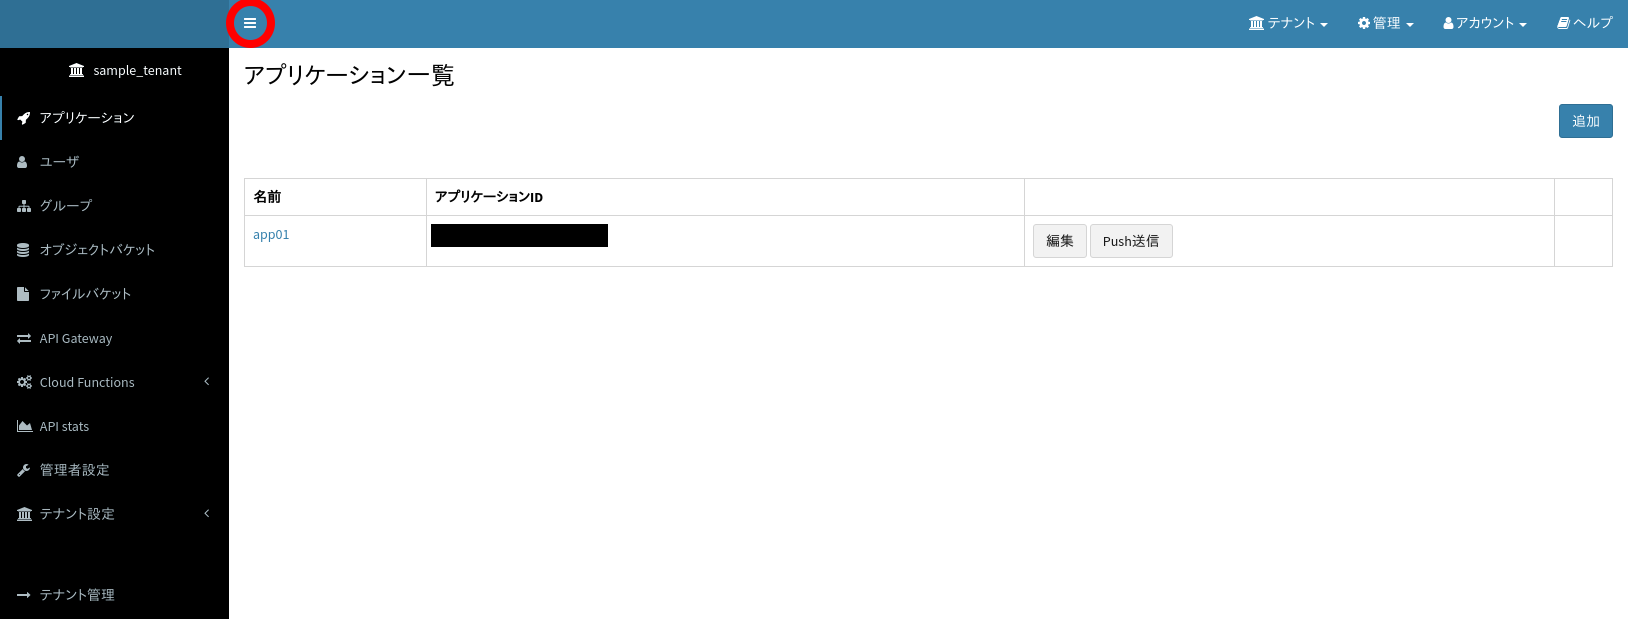 テナント 管理 アカウント ヘルプ
sample_tenant
アプリケーション
ユーザ
グループ
オブジェクトバケット
ファイルバケット
API Gateway
Cloud Functions
API stats
管理者設定
テナント設定
テナント管理
アプリケーション一覧
追加
名前 アプリケーションID
app01 編集 Push送信